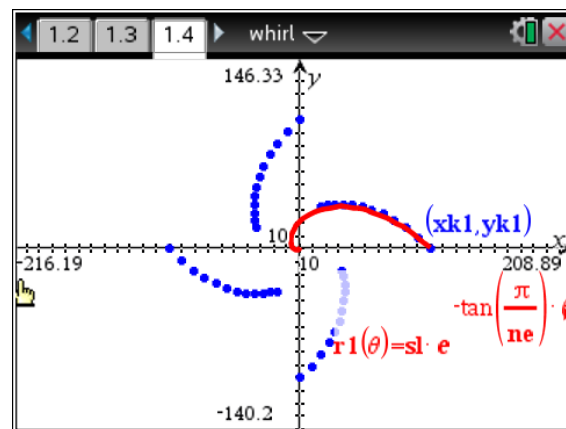 1.2 1.3 1.4 whirl
146.33 y
(xk1,yk1)
10 x
-216.19 -10 208.89
-tan(π/ne)·
r1(θ)=sl·e
-140.2